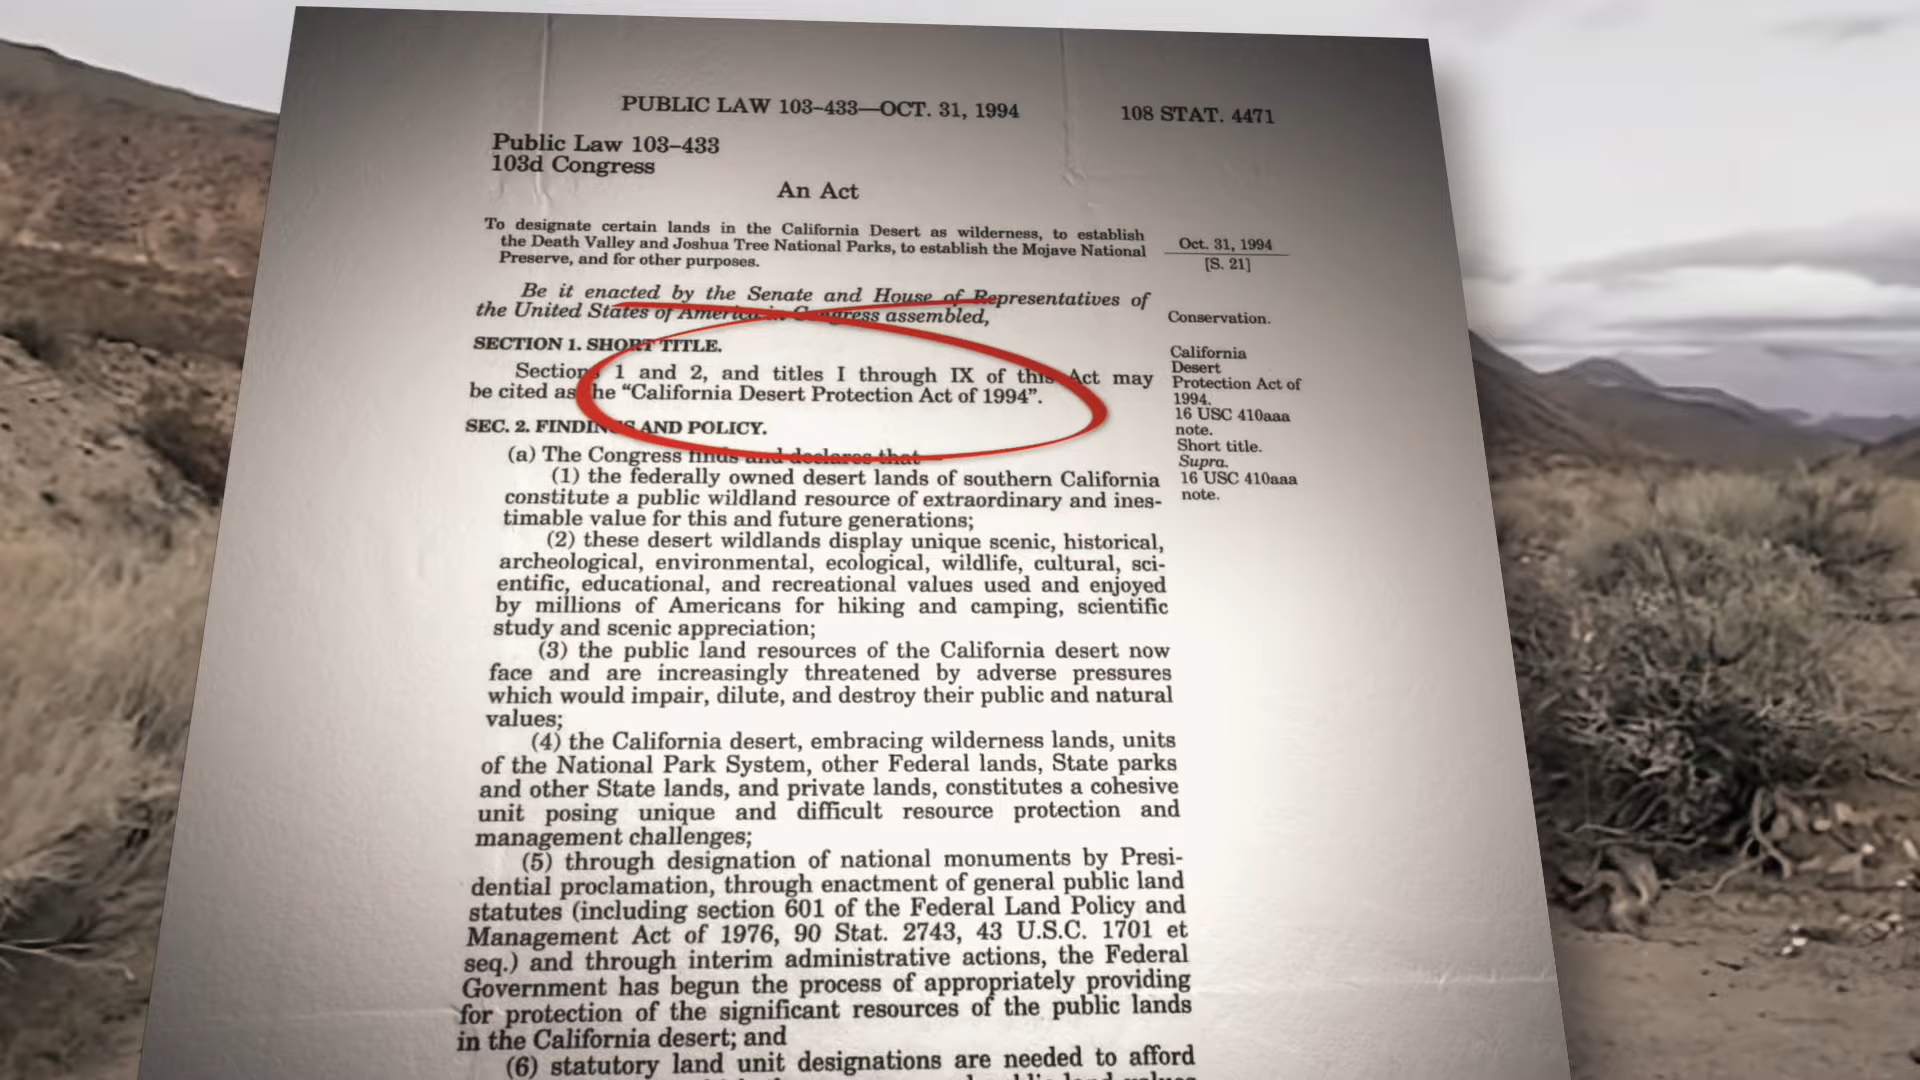 PUBLIC LAW 103–433—OCT. 31, 1994
108 STAT. 4471
Public Law 103–433
103d Congress
An Act
To designate certain lands in the California Desert as wilderness, to establish
the Death Valley and Joshua Tree National Parks, to establish the Mojave National
Preserve, and for other purposes.
Oct. 31, 1994
[S. 21]
Be it enacted by the Senate and House of Representatives of
the United States of America in Congress assembled,
Conservation.
SECTION 1. SHORT TITLE.
Sections 1 and 2, and titles I through IX of this Act may
be cited as the “California Desert Protection Act of 1994”.
California
Desert
Protection Act of
1994.
16 USC 410aaa
note.
Short title.
Supra.
16 USC 410aaa
note.
SEC. 2. FINDINGS AND POLICY.
(a) The Congress finds and declares that—
(1) the federally owned desert lands of southern California
constitute a public wildland resource of extraordinary and ines-
timable value for this and future generations;
(2) these desert wildlands display unique scenic, historical,
archeological, environmental, ecological, wildlife, cultural, sci-
entific, educational, and recreational values used and enjoyed
by millions of Americans for hiking and camping, scientific
study and scenic appreciation;
(3) the public land resources of the California desert now
face and are increasingly threatened by adverse pressures
which would impair, dilute, and destroy their public and natural
values;
(4) the California desert, embracing wilderness lands, units
of the National Park System, other Federal lands, State parks
and other State lands, and private lands, constitutes a cohesive
unit posing unique and difficult resource protection and
management challenges;
(5) through designation of national monuments by Presi-
dential proclamation, through enactment of general public land
statutes (including section 601 of the Federal Land Policy and
Management Act of 1976, 90 Stat. 2743, 43 U.S.C. 1701 et
seq.) and through interim administrative actions, the Federal
Government has begun the process of appropriately providing
for protection of the significant resources of the public lands
in the California desert; and
(6) statutory land unit designations are needed to afford